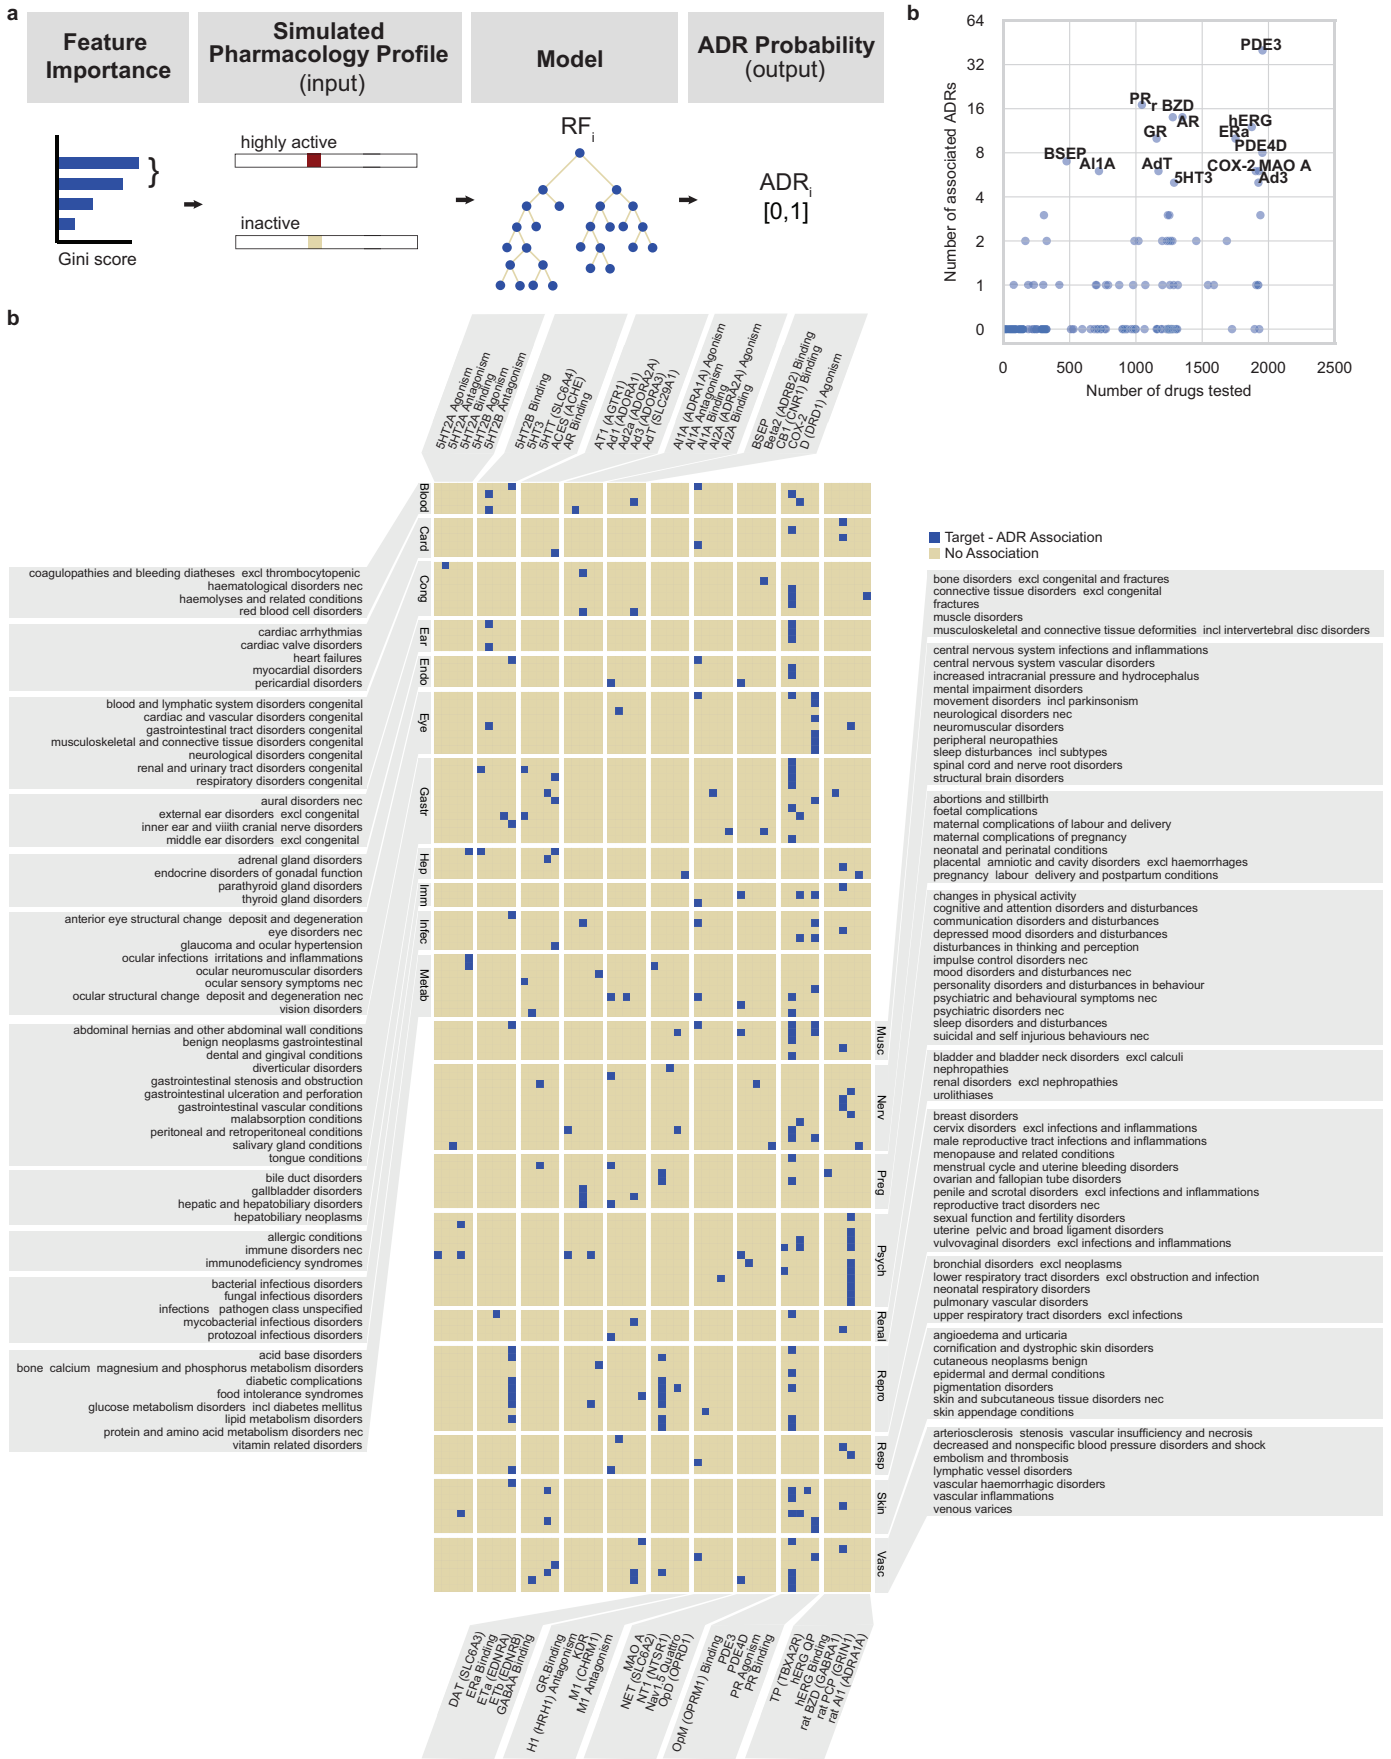 a
Feature
Importance
Simulated
Pharmacology Profile
(input)
Model
ADR Probability
(output)
highly active
inactive
}
Gini score
RFi
ADRi
[0,1]
b
Number of associated ADRs
64
32
16
8
4
2
1
0
0
500
1000
1500
2000
2500
Number of drugs tested
PDE3
PR
r BZD
AR
hERG
GR
ERa
PDE4D
BSEP
AI1A
AdT
COX-2
MAO A
5HT3
Ad3
b
5HT2A Agonism
5HT2A Antagonism
5HT2A Binding
5HT2B Agonism
5HT2B Antagonism
5HT2B Binding
5HT3
5HTT (SLC6A4)
ACES (ACHE)
AR Binding
AT1 (AGTR1)
Ad1 (ADORA1)
Ad2a (ADORA2A)
Ad3 (ADORA3)
AdT (SLC29A1)
Al1A (ADRA1A) Agonism
Al1A Antagonism
Al1A Binding
Al2A (ADRA2A) Agonism
Al2A Binding
BSEP
Beta2 (ADRB2) Binding
CB1 (CNR1) Binding
COX-2
D (DRD1) Agonism
Blood
Card
Cong
Ear
Endo
Eye
Gastr
Hep
Imm
Infec
Metab
Musc
Nerv
Preg
Psych
Renal
Repro
Resp
Skin
Vasc
coagulopathies and bleeding diatheses excl thrombocytopenic
haematological disorders nec
haemolyses and related conditions
red blood cell disorders
cardiac arrhythmias
cardiac valve disorders
heart failures
myocardial disorders
pericardial disorders
blood and lymphatic system disorders congenital
cardiac and vascular disorders congenital
gastrointestinal tract disorders congenital
musculoskeletal and connective tissue disorders congenital
neurological disorders congenital
renal and urinary tract disorders congenital
respiratory disorders congenital
aural disorders nec
external ear disorders excl congenital
inner ear and viiith cranial nerve disorders
middle ear disorders excl congenital
adrenal gland disorders
endocrine disorders of gonadal function
parathyroid gland disorders
thyroid gland disorders
anterior eye structural change deposit and degeneration
eye disorders nec
glaucoma and ocular hypertension
ocular infections irritations and inflammations
ocular neuromuscular disorders
ocular sensory symptoms nec
ocular structural change deposit and degeneration nec
vision disorders
abdominal hernias and other abdominal wall conditions
benign neoplasms gastrointestinal
dental and gingival conditions
diverticular disorders
gastrointestinal stenosis and obstruction
gastrointestinal ulceration and perforation
gastrointestinal vascular conditions
malabsorption conditions
peritoneal and retroperitoneal conditions
salivary gland conditions
tongue conditions
bile duct disorders
gallbladder disorders
hepatic and hepatobiliary disorders
hepatobiliary neoplasms
allergic conditions
immune disorders nec
immunodeficiency syndromes
bacterial infectious disorders
fungal infectious disorders
infections pathogen class unspecified
mycobacterial infectious disorders
protozoal infectious disorders
acid base disorders
bone calcium magnesium and phosphorus metabolism disorders
diabetic complications
food intolerance syndromes
glucose metabolism disorders incl diabetes mellitus
lipid metabolism disorders
protein and amino acid metabolism disorders nec
vitamin related disorders
Target - ADR Association
No Association
bone disorders excl congenital and fractures
connective tissue disorders excl congenital
fractures
muscle disorders
musculoskeletal and connective tissue deformities incl intervertebral disc disorders
central nervous system infections and inflammations
central nervous system vascular disorders
increased intracranial pressure and hydrocephalus
mental impairment disorders
movement disorders incl parkinsonism
neurological disorders nec
neuromuscular disorders
peripheral neuropathies
sleep disturbances incl subtypes
spinal cord and nerve root disorders
structural brain disorders
abortions and stillbirth
foetal complications
maternal complications of labour and delivery
maternal complications of pregnancy
neonatal and perinatal conditions
placental amniotic and cavity disorders excl haemorrhages
pregnancy labour delivery and postpartum conditions
changes in physical activity
cognitive and attention disorders and disturbances
communication disorders and disturbances
depressed mood disorders and disturbances
disturbances in thinking and perception
impulse control disorders nec
mood disorders and disturbances nec
personality disorders and disturbances in behaviour
psychiatric and behavioural symptoms nec
psychiatric disorders nec
sleep disorders and disturbances
suicidal and self injurious behaviours nec
bladder and bladder neck disorders excl calculi
nephropathies
renal disorders excl nephropathies
urolithiases
breast disorders
cervix disorders excl infections and inflammations
male reproductive tract infections and inflammations
menopause and related conditions
menstrual cycle and uterine bleeding disorders
ovarian and fallopian tube disorders
penile and scrotal disorders excl infections and inflammations
reproductive tract disorders nec
sexual function and fertility disorders
uterine pelvic and broad ligament disorders
vulvovaginal disorders excl infections and inflammations
bronchial disorders excl neoplasms
lower respiratory tract disorders excl obstruction and infection
neonatal respiratory disorders
pulmonary vascular disorders
upper respiratory tract disorders excl infections
angioedema and urticaria
cornification and dystrophic skin disorders
cutaneous neoplasms benign
epidermal and dermal conditions
pigmentation disorders
skin and subcutaneous tissue disorders nec
skin appendage conditions
arteriosclerosis stenosis vascular insufficiency and necrosis
decreased and nonspecific blood pressure disorders and shock
embolism and thrombosis
lymphatic vessel disorders
vascular haemorrhagic disorders
vascular inflammations
venous varices
DAT (SLC6A3)
ERa Binding
ETa (EDNRA)
ETb (EDNRB)
GABAA Binding
GR.Binding
H1 (HRH1) Antagonism
KDR
M1 (CHRM1)
M1 Antagonism
MAO A
NET (SLC6A2)
NT1 (NTSR1)
Nav1.5 Quattro
OpD (OPRD1)
OpM (OPRM1) Binding
PDE3
PDE4D
PR Agonism
PR Binding
TP (TBXA2R)
hERG QP
hERG Binding
rat BZD (GABRA1)
rat PCP (GRIN1)
rat Al1 (ADRA1A)